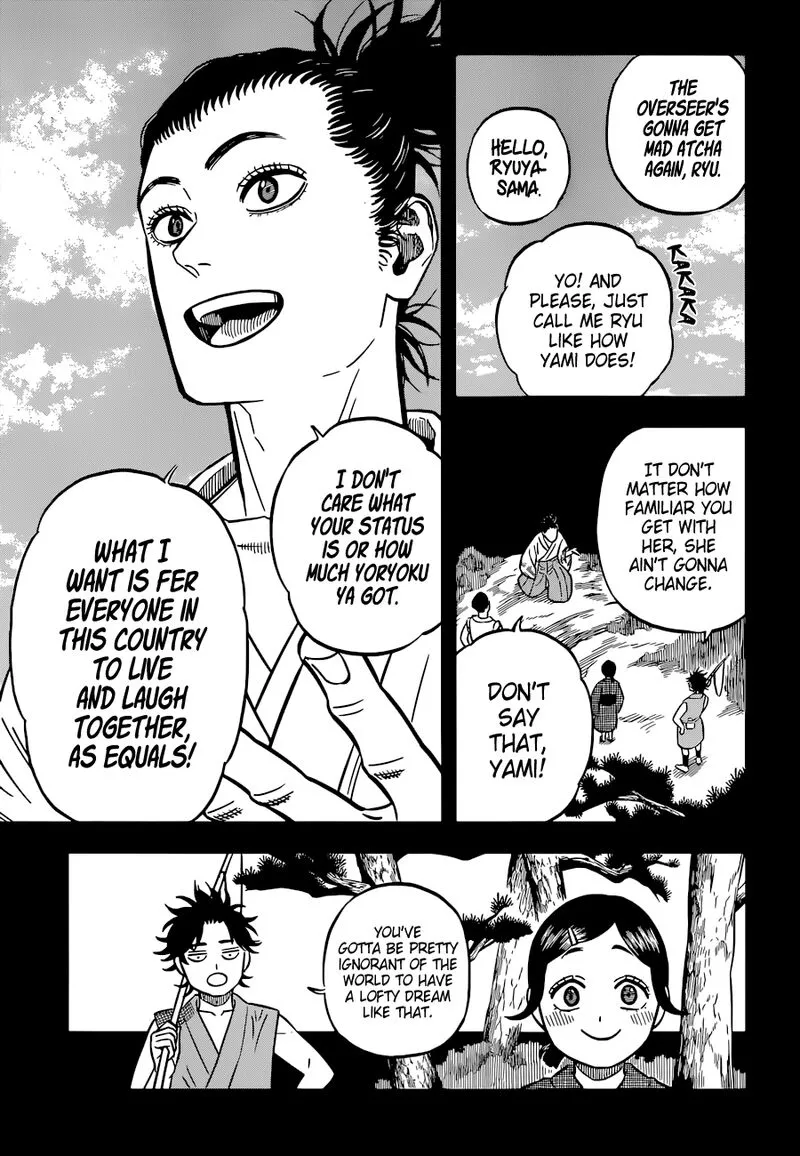 THE
OVERSEER'S
GONNA GET
MAD ATCHA
AGAIN, RYU.
HELLO,
RYUYA-
SAMA.
KAKAKA
YO! AND
PLEASE, JUST
CALL ME RYU
LIKE HOW
YAMI DOES!
IT DON'T
MATTER HOW
FAMILIAR YOU
GET WITH
HER, SHE
AIN'T GONNA
CHANGE.
DON'T
SAY
THAT,
YAMI!
I DON'T
CARE WHAT
YOUR STATUS
IS OR HOW
MUCH YORYOKU
YA GOT.
WHAT I
WANT IS FER
EVERYONE IN
THIS COUNTRY
TO LIVE
AND LAUGH
TOGETHER,
AS EQUALS!
YOU'VE
GOTTA BE PRETTY
IGNORANT OF THE
WORLD TO HAVE
A LOFTY DREAM
LIKE THAT.